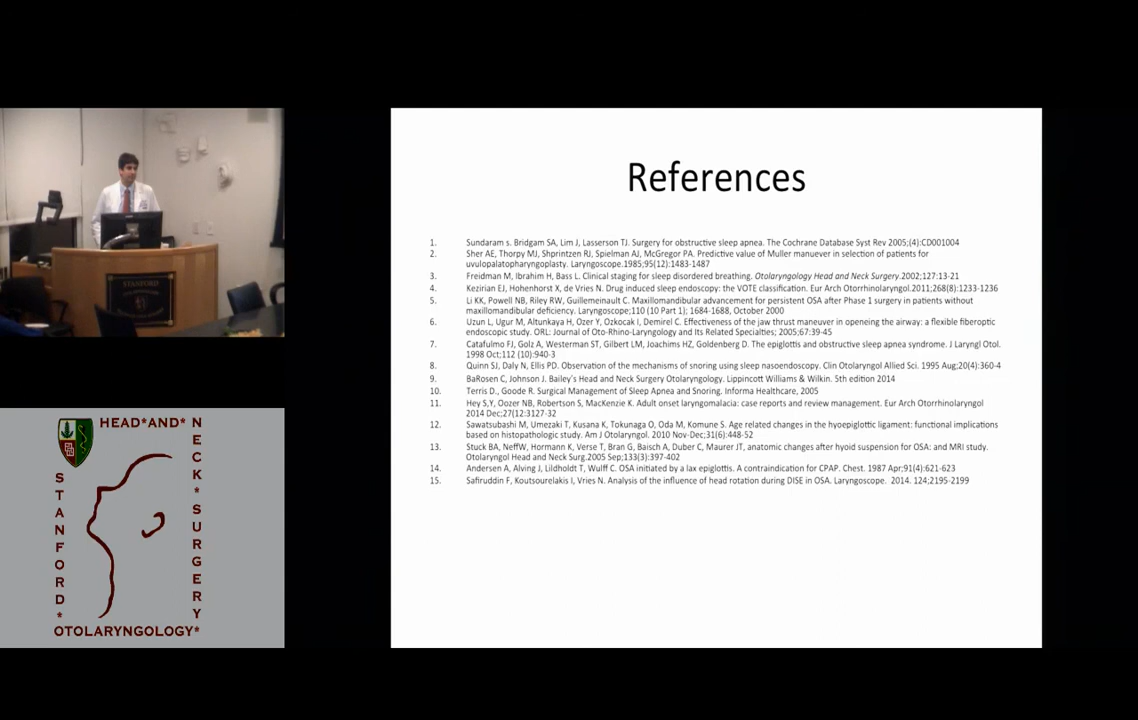 STANFORD
References
1. Sundaram s. Bridgam SA, Lim J, Lasserson TJ. Surgery for obstructive sleep apnea. The Cochrane Database Syst Rev 2005;(4):CD001004
2. Sher AE, Thorpy MJ, Shprintzen RJ, Spielman AJ, McGregor PA. Predictive value of Muller manuever in selection of patients for
uvulopalatopharyngoplasty. Laryngoscope.1985;95(12):1483-1487
3. Freidman M, Ibrahim H, Bass L. Clinical staging for sleep disordered breathing. Otolaryngology Head and Neck Surgery.2002;127:13-21
4. Kezirian EJ, Hohenhorst X, de Vries N. Drug induced sleep endoscopy: the VOTE classification. Eur Arch Otorrhinolaryngol.2011;268(8):1233-1236
5. Li KK, Powell NB, Riley RW, Guillemeinault C. Maxillomandibular advancement for persistent OSA after Phase 1 surgery in patients without
maxillomandibular deficiency. Laryngoscope;110 (10 Part 1); 1684-1688, October 2000
6. Uzun L, Ugur M, Altunkaya H, Ozer Y, Ozkocak I, Demirel C. Effectiveness of the jaw thrust maneuver in openeing the airway: a flexible fiberoptic
endoscopic study. ORL: Journal of Oto-Rhino-Laryngology and Its Related Specialties; 2005;67:39-45
7. Catafulmo FJ, Golz A, Westerman ST, Gilbert LM, Joachims HZ, Goldenberg D. The epiglottis and obstructive sleep apnea syndrome. J Laryngl Otol.
1998 Oct;112 (10):940-3
8. Quinn SJ, Daly N, Ellis PD. Observation of the mechanisms of snoring using sleep nasoendoscopy. Clin Otolaryngol Allied Sci. 1995 Aug;20(4):360-4
9. BaRosen C, Johnson J. Bailey's Head and Neck Surgery Otolaryngology. Lippincott Williams & Wilkin. 5th edition 2014
10. Terris D., Goode R. Surgical Management of Sleep Apnea and Snoring. Informa Healthcare, 2005
11. Hey S,Y, Oozer NB, Robertson S, MacKenzie K. Adult onset laryngomalacia: case reports and review management. Eur Arch Otorrhinolaryngol
2014 Dec;27(12:3127-32
12. Sawatsubashi M, Umezaki T, Kusana K, Tokunaga O, Oda M, Komune S. Age related changes in the hyoepiglottic ligament: functional implications
based on histopathologic study. Am J Otolaryngol. 2010 Nov-Dec;31(6):448-52
13. Stuck BA, NeffW, Hormann K, Verse T, Bran G, Baisch A, Duber C, Maurer JT, anatomic changes after hyoid suspension for OSA: and MRI study.
Otolaryngol Head and Neck Surg.2005 Sep;133(3):397-402
14. Andersen A, Alving J, Lildholdt T, Wulff C. OSA initiated by a lax epiglottis. A contraindication for CPAP. Chest. 1987 Apr;91(4):621-623
15. Safiruddin F, Koutsourelakis I, Vries N. Analysis of the influence of head rotation during DISE in OSA. Laryngoscope. 2014. 124;2195-2199
STANFORD*
HEAD*AND*
NECK*SURGERY
OTOLARYNGOLOGY*